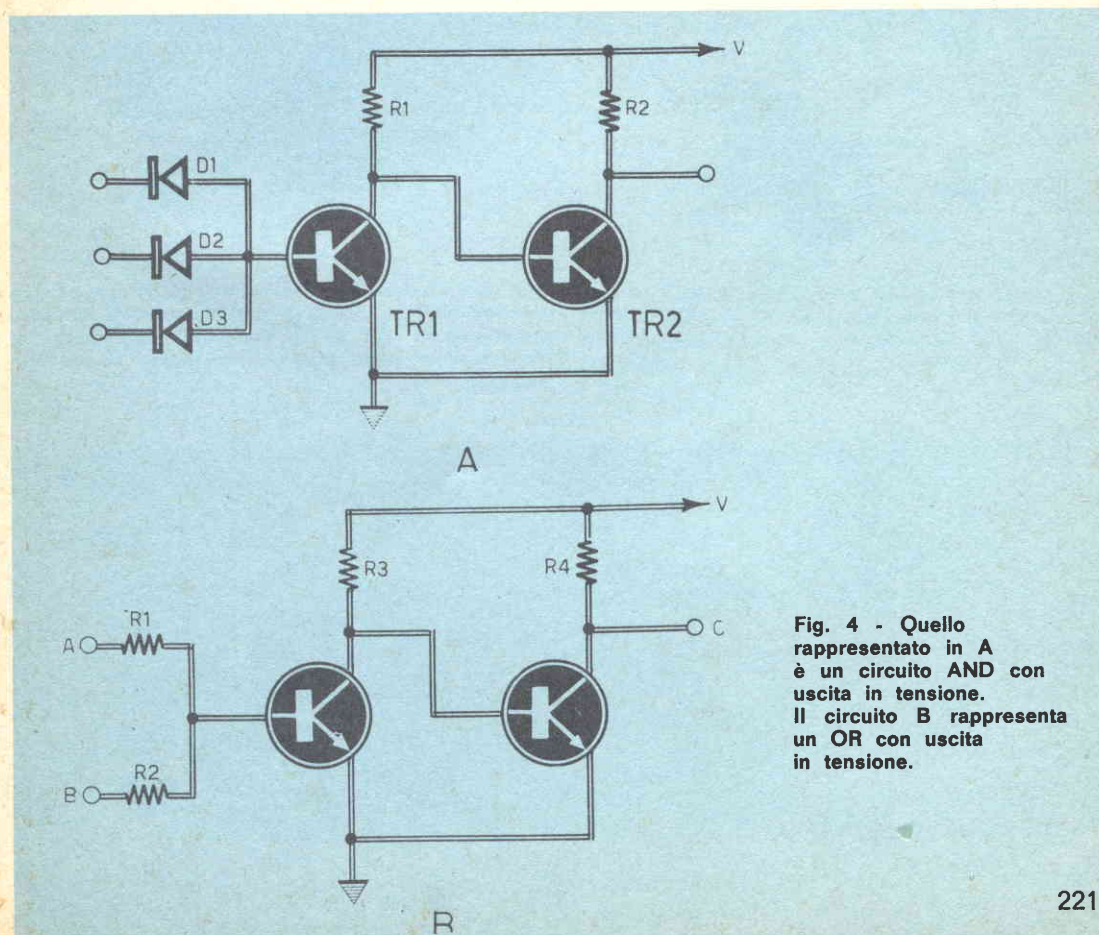 V
R1
R2
D1
D2
D3
TR1
TR2
A
V
R3
R4
R1
A
C
R2
B
B
Fig. 4 - Quello
rappresentato in A
è un circuito AND con
uscita in tensione.
Il circuito B rappresenta
un OR con uscita
in tensione.
221